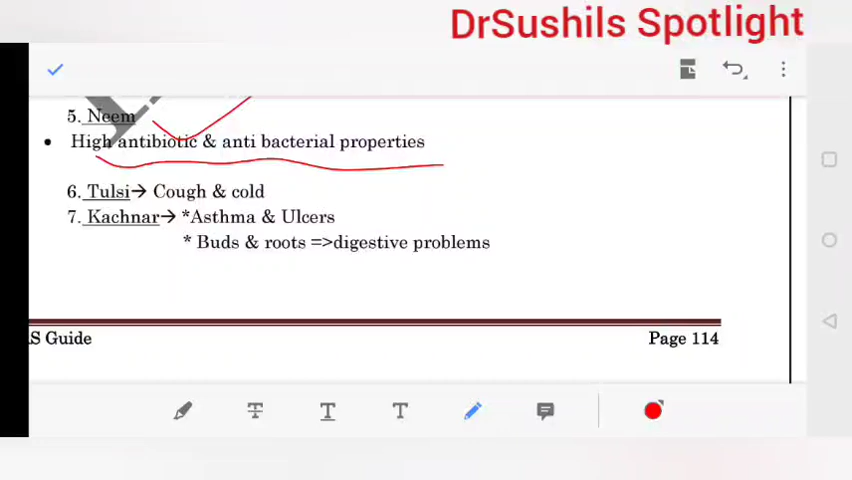 DrSushils Spotlight
5. Neem
• High antibiotic & anti bacterial properties
6. Tulsi→ Cough & cold
7. Kachnar→ *Asthma & Ulcers
* Buds & roots =>digestive problems
S Guide Page 114